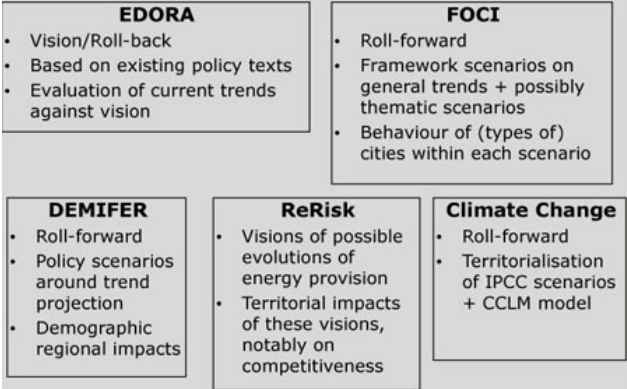 EDORA
• Vision/Roll-back
• Based on existing policy texts
• Evaluation of current trends
against vision
FOCI
• Roll-forward
• Framework scenarios on
general trends + possibly
thematic scenarios
• Behaviour of (types of)
cities within each scenario
DEMIFER
• Roll-forward
• Policy scenarios
around trend
projection
• Demographic
regional impacts
ReRisk
• Visions of possible
evolutions of
energy provision
• Territorial impacts
of these visions,
notably on
competitiveness
Climate Change
• Roll-forward
• Territorialisation
of IPCC scenarios
+ CCLM model